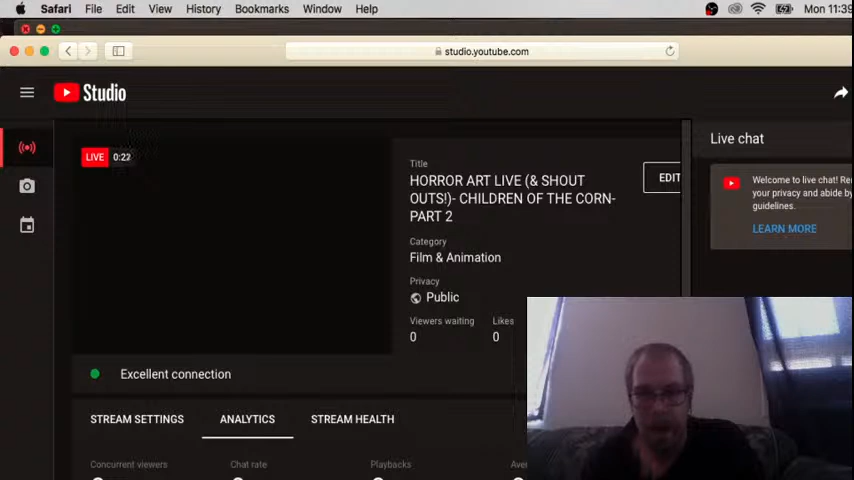 Safari File Edit View History Bookmarks Window Help Mon 11:39
studio.youtube.com
Studio
LIVE 0:22
Title
HORROR ART LIVE (& SHOUT
OUTS!)- CHILDREN OF THE CORN-
PART 2
EDIT
Category
Film & Animation
Privacy
Public
Viewers waiting Likes
0 0
Excellent connection
STREAM SETTINGS ANALYTICS STREAM HEALTH
Concurrent viewers Chat rate Playbacks
Live chat
Welcome to live chat! Re
your privacy and abide by
guidelines.
LEARN MORE